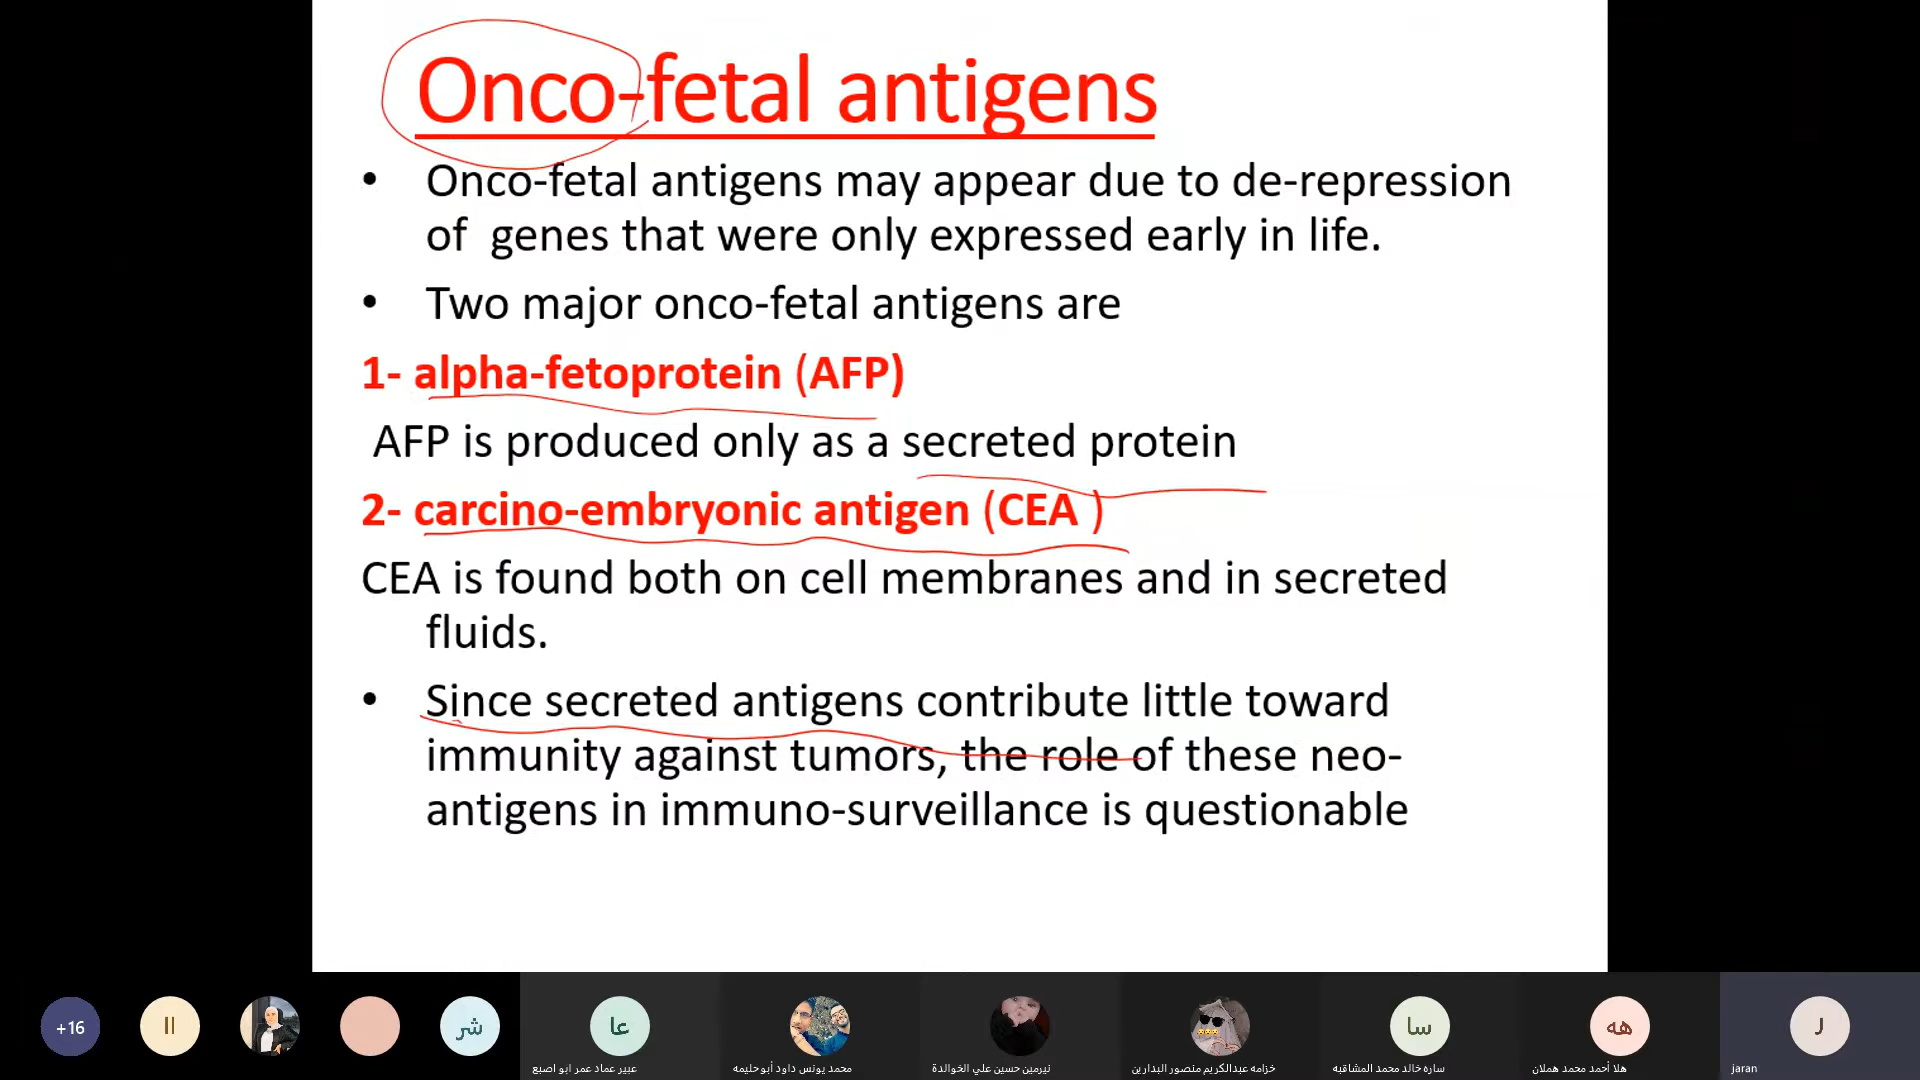 Onco-fetal antigens
• Onco-fetal antigens may appear due to de-repression
of genes that were only expressed early in life.
• Two major onco-fetal antigens are
1- alpha-fetoprotein (AFP)
AFP is produced only as a secreted protein
2- carcino-embryonic antigen (CEA )
CEA is found both on cell membranes and in secreted
fluids.
• Since secreted antigens contribute little toward
immunity against tumors, the role of these neo-
antigens in immuno-surveillance is questionable
+16
اا
شر
عا
سا
هه
J
عبير عماد عمر ابو اصبع
محمد يونس داود أبوحليمه
نيرمين حسين علي الخوالدة
خزامه عبدالكريم منصور البدارين
ساره خالد محمد المشاقبه
هلا أحمد محمد هملان
jaran